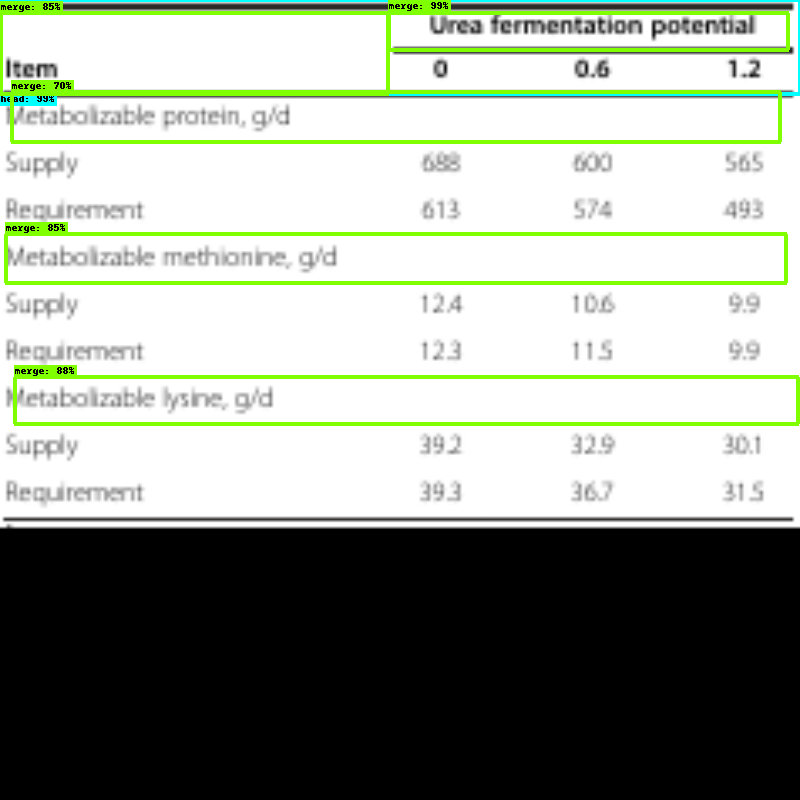 merge: 85% merge: 99%
Urea fermentation potential
Item 0 0.6 1.2
merge: 70%
head: 99%
Metabolizable protein, g/d
Supply 688 600 565
Requirement 613 574 493
merge: 85%
Metabolizable methionine, g/d
Supply 12.4 10.6 9.9
Requirement 12.3 11.5 9.9
merge: 88%
Metabolizable lysine, g/d
Supply 39.2 32.9 30.1
Requirement 39.3 36.7 31.5